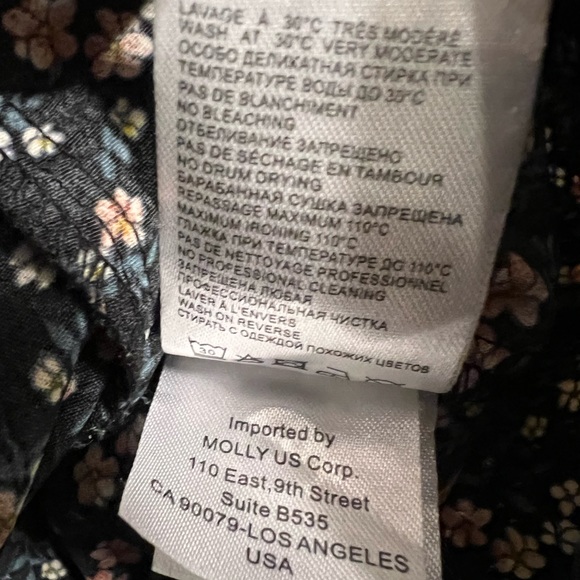 LAVAGE À 30°C TRÈS MODÉRÉ
WASH AT 30°C VERY MODERATE
ОСОБО ДЕЛИКАТНАЯ СТИРКА ПРИ
ТЕМПЕРАТУРЕ ВОДЫ ДО 30°C
PAS DE BLANCHIMENT
NO BLEACHING
ОТБЕЛИВАНИЕ ЗАПРЕЩЕНО
PAS DE SÉCHAGE EN TAMBOUR
NO DRUM DRYING
БАРАБАННАЯ СУШКА ЗАПРЕЩЕНА
REPASSAGE MAXIMUM 110°C
MAXIMUM IRONING 110°C
ГЛАЖКА ПРИ ТЕМПЕРАТУРЕ ДО 110°C
PAS DE NETTOYAGE PROFESSIONNEL
NO PROFESSIONAL CLEANING
ЗАПРЕЩЕНА ЛЮБАЯ
ПРОФЕССИОНАЛЬНАЯ ЧИСТКА
LAVER À L'ENVERS
WASH ON REVERSE
СТИРАТЬ С ОДЕЖДОЙ ПОХОЖИХ ЦВЕТОВ
30
Imported by
MOLLY US Corp.
110 East,9th Street
Suite B535
CA 90079-LOS ANGELES
USA